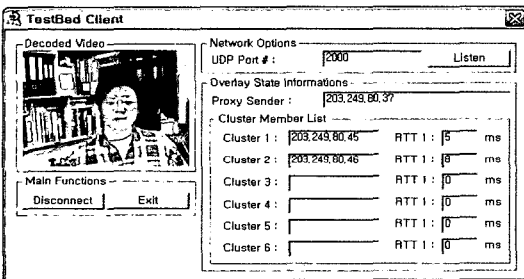 TestBed Client
Decoded Video
Main Functions
Disconnect Exit
Network Options
UDP Port # : 2000 Listen
Overlay State Informations
Proxy Sender : 203,249,80,37
Cluster Member List
Cluster 1 : 203,249,80,45 RTT 1 : 5 ms
Cluster 2 : 203,249,80,46 RTT 1 : 8 ms
Cluster 3 : RTT 1 : 0 ms
Cluster 4 : RTT 1 : 0 ms
Cluster 5 : RTT 1 : 0 ms
Cluster 6 : RTT 1 : 0 ms